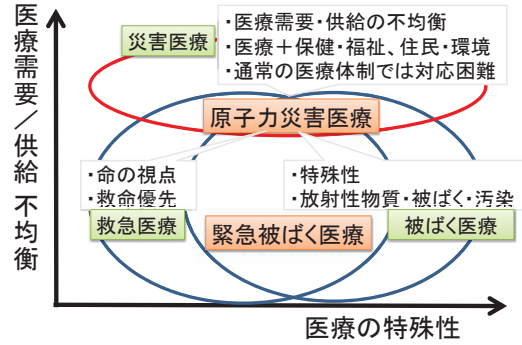 医療需要／供給 不均衡
災害医療
・医療需要・供給の不均衡
・医療＋保健・福祉、住民・環境
・通常の医療体制では対応困難
原子力災害医療
・命の視点
・救命優先
・特殊性
・放射性物質・被ばく・汚染
救急医療
緊急被ばく医療
被ばく医療
医療の特殊性